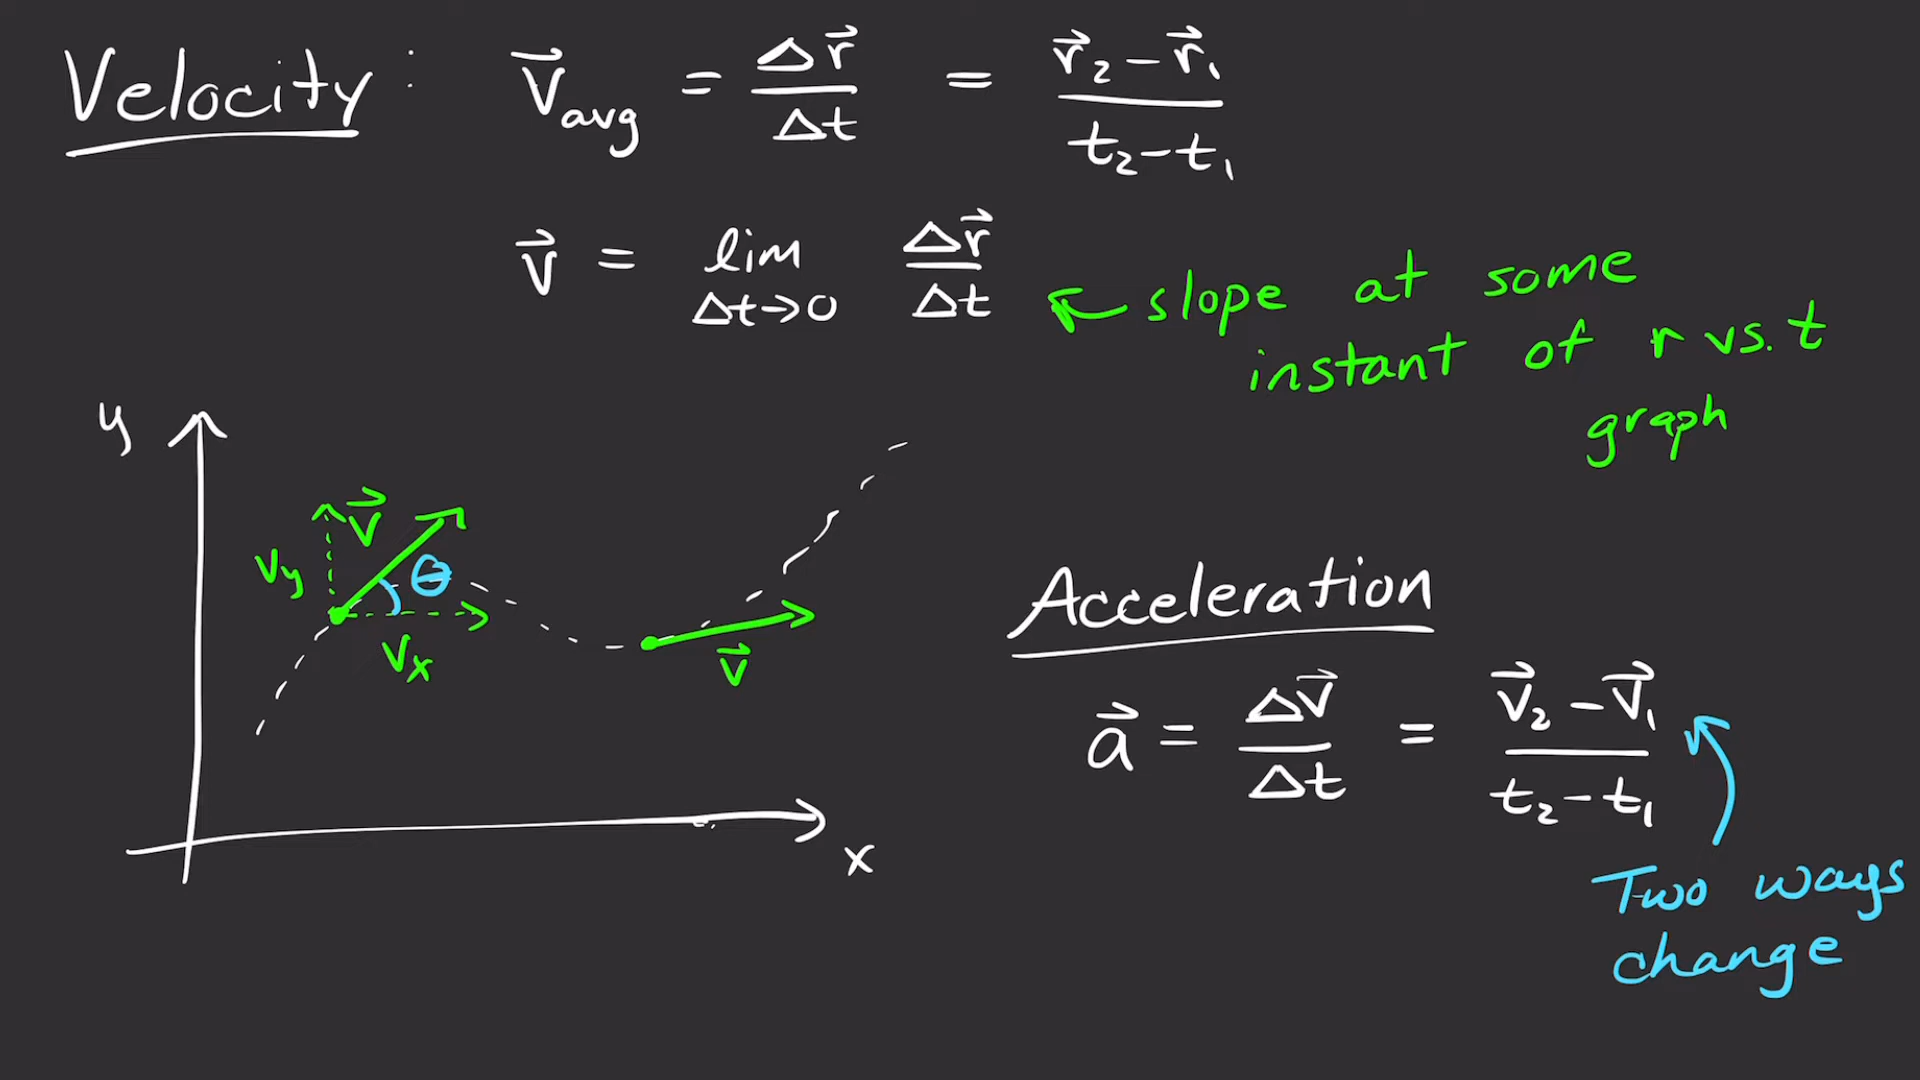 Velocity : v⃗avg = Δr⃗/Δt = r⃗₂ - r⃗₁ / t₂ - t₁
v⃗ = lim Δt→0 Δr⃗/Δt
slope at some
instant of r vs. t
graph
y
v⃗
vy
θ
vx
v⃗
x
Acceleration
a⃗ = Δv⃗/Δt = v⃗₂ - v⃗₁ / t₂ - t₁
Two ways
change